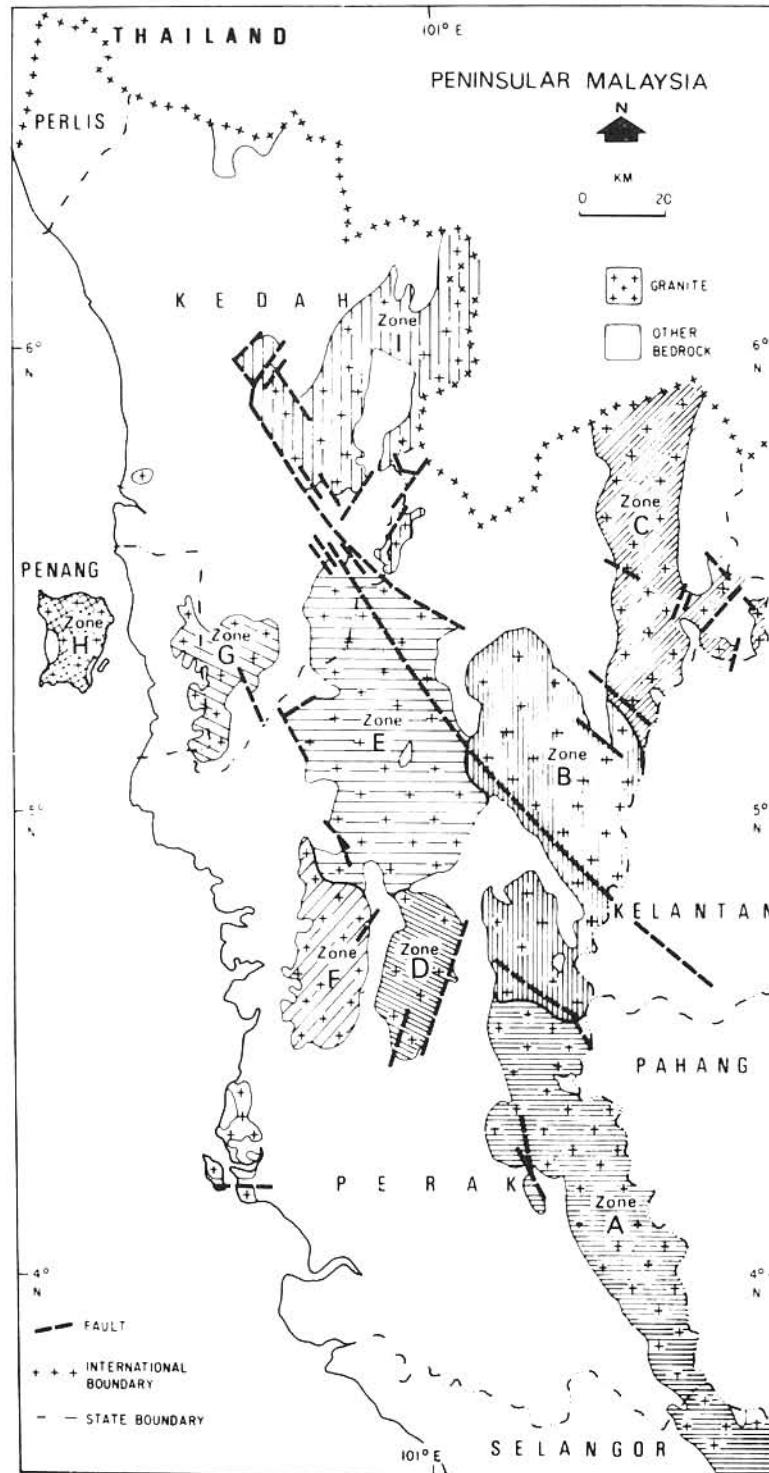 101° E
THAILAND
PENINSULAR MALAYSIA
N
PERLIS
KM
0 20
GRANITE
OTHER
BEDROCK
KEDAH
Zone
I
6°
N
6°
N
Zone
C
PENANG
Zone
H
Zone
G
Zone
E
Zone
B
5°
N
5°
N
KELANTAN
Zone
F
Zone
D
PAHANG
PERAK
Zone
A
4°
N
4°
N
FAULT
INTERNATIONAL
BOUNDARY
STATE BOUNDARY
101° E
SELANGOR